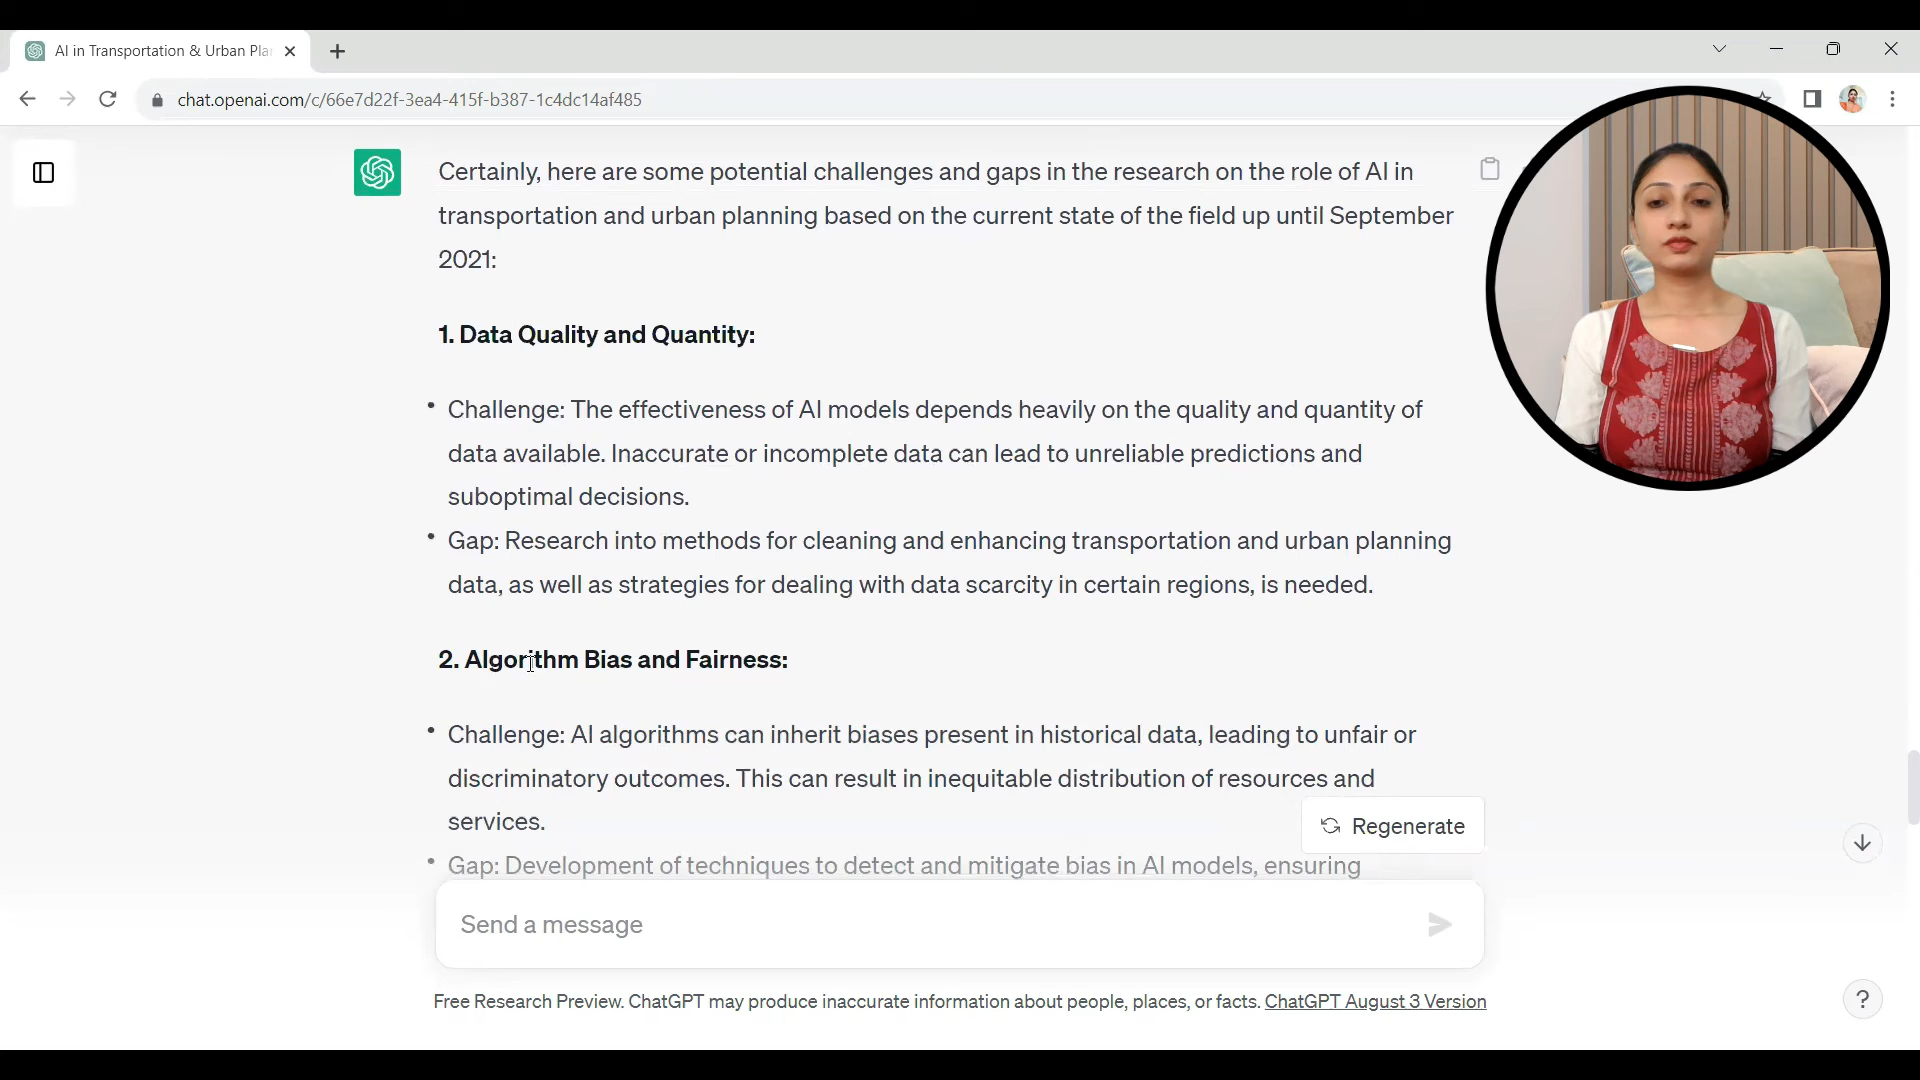 AI in Transportation & Urban Pla
chat.openai.com/c/66e7d22f-3ea4-415f-b387-1c4dc14af485
Certainly, here are some potential challenges and gaps in the research on the role of AI in
transportation and urban planning based on the current state of the field up until September
2021:
1. Data Quality and Quantity:
• Challenge: The effectiveness of AI models depends heavily on the quality and quantity of
data available. Inaccurate or incomplete data can lead to unreliable predictions and
suboptimal decisions.
• Gap: Research into methods for cleaning and enhancing transportation and urban planning
data, as well as strategies for dealing with data scarcity in certain regions, is needed.
2. Algorithm Bias and Fairness:
• Challenge: AI algorithms can inherit biases present in historical data, leading to unfair or
discriminatory outcomes. This can result in inequitable distribution of resources and
services.
Regenerate
• Gap: Development of techniques to detect and mitigate bias in AI models, ensuring
Send a message
Free Research Preview. ChatGPT may produce inaccurate information about people, places, or facts. ChatGPT August 3 Version
?